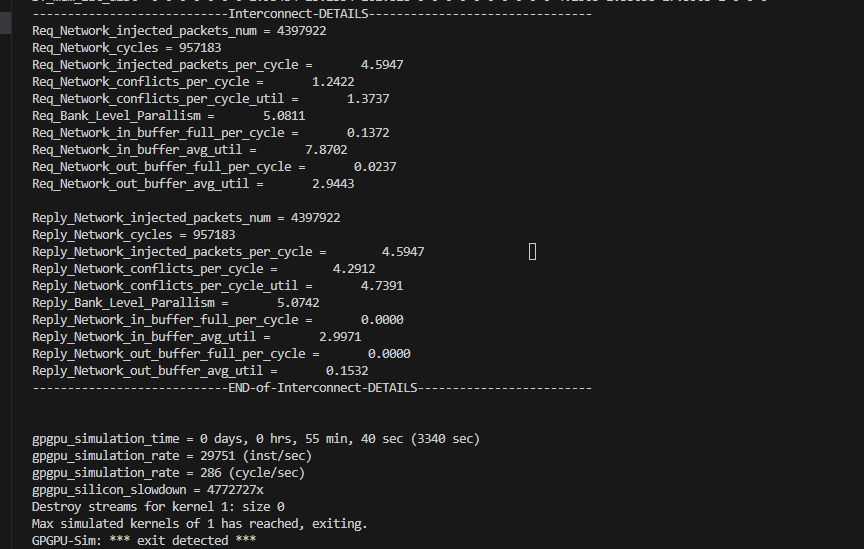 ----------------------------Interconnect-DETAILS--------------------------------
Req_Network_injected_packets_num = 4397922
Req_Network_cycles = 957183
Req_Network_injected_packets_per_cycle =       4.5947
Req_Network_conflicts_per_cycle =       1.2422
Req_Network_conflicts_per_cycle_util =       1.3737
Req_Bank_Level_Parallism =       5.0811
Req_Network_in_buffer_full_per_cycle =       0.1372
Req_Network_in_buffer_avg_util =       7.8702
Req_Network_out_buffer_full_per_cycle =       0.0237
Req_Network_out_buffer_avg_util =       2.9443
Reply_Network_injected_packets_num = 4397922
Reply_Network_cycles = 957183
Reply_Network_injected_packets_per_cycle =        4.5947
Reply_Network_conflicts_per_cycle =        4.2912
Reply_Network_conflicts_per_cycle_util =       4.7391
Reply_Bank_Level_Parallism =       5.0742
Reply_Network_in_buffer_full_per_cycle =       0.0000
Reply_Network_in_buffer_avg_util =       2.9971
Reply_Network_out_buffer_full_per_cycle =       0.0000
Reply_Network_out_buffer_avg_util =       0.1532
----------------------------END-of-Interconnect-DETAILS-------------------------
gpgpu_simulation_time = 0 days, 0 hrs, 55 min, 40 sec (3340 sec)
gpgpu_simulation_rate = 29751 (inst/sec)
gpgpu_simulation_rate = 286 (cycle/sec)
gpgpu_silicon_slowdown = 4772727x
Destroy streams for kernel 1: size 0
Max simulated kernels of 1 has reached, exiting.
GPGPU-Sim: *** exit detected ***